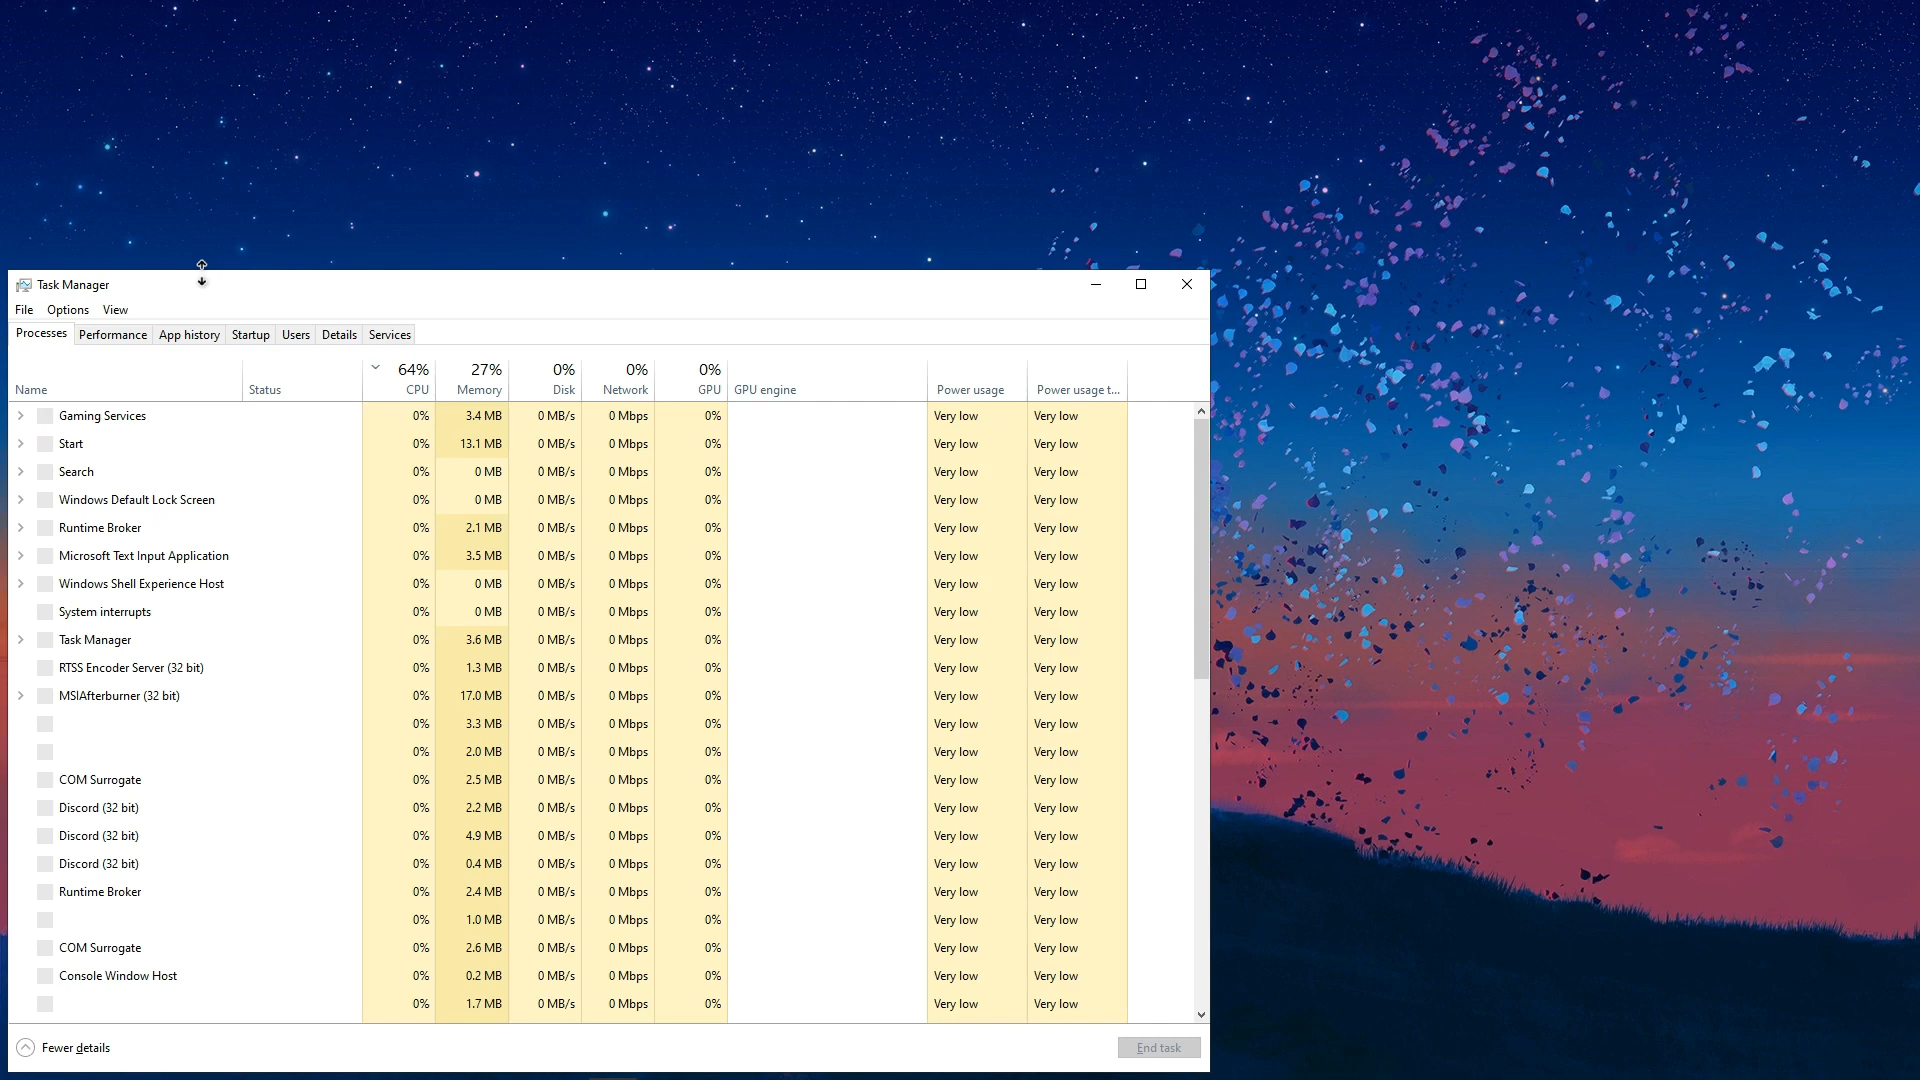 Task Manager
File Options View
Processes Performance App history Startup Users Details Services
64% 27% 0% 0% 0%
Name Status CPU Memory Disk Network GPU GPU engine Power usage Power usage t...
Gaming Services 0% 3.4 MB 0 MB/s 0 Mbps 0% Very low Very low
Start 0% 13.1 MB 0 MB/s 0 Mbps 0% Very low Very low
Search 0% 0 MB 0 MB/s 0 Mbps 0% Very low Very low
Windows Default Lock Screen 0% 0 MB 0 MB/s 0 Mbps 0% Very low Very low
Runtime Broker 0% 2.1 MB 0 MB/s 0 Mbps 0% Very low Very low
Microsoft Text Input Application 0% 3.5 MB 0 MB/s 0 Mbps 0% Very low Very low
Windows Shell Experience Host 0% 0 MB 0 MB/s 0 Mbps 0% Very low Very low
System interrupts 0% 0 MB 0 MB/s 0 Mbps 0% Very low Very low
Task Manager 0% 3.6 MB 0 MB/s 0 Mbps 0% Very low Very low
RTSS Encoder Server (32 bit) 0% 1.3 MB 0 MB/s 0 Mbps 0% Very low Very low
MSIAfterburner (32 bit) 0% 17.0 MB 0 MB/s 0 Mbps 0% Very low Very low
0% 3.3 MB 0 MB/s 0 Mbps 0% Very low Very low
0% 2.0 MB 0 MB/s 0 Mbps 0% Very low Very low
COM Surrogate 0% 2.5 MB 0 MB/s 0 Mbps 0% Very low Very low
Discord (32 bit) 0% 2.2 MB 0 MB/s 0 Mbps 0% Very low Very low
Discord (32 bit) 0% 4.9 MB 0 MB/s 0 Mbps 0% Very low Very low
Discord (32 bit) 0% 0.4 MB 0 MB/s 0 Mbps 0% Very low Very low
Runtime Broker 0% 2.4 MB 0 MB/s 0 Mbps 0% Very low Very low
0% 1.0 MB 0 MB/s 0 Mbps 0% Very low Very low
COM Surrogate 0% 2.6 MB 0 MB/s 0 Mbps 0% Very low Very low
Console Window Host 0% 0.2 MB 0 MB/s 0 Mbps 0% Very low Very low
0% 1.7 MB 0 MB/s 0 Mbps 0% Very low Very low
Fewer details End task